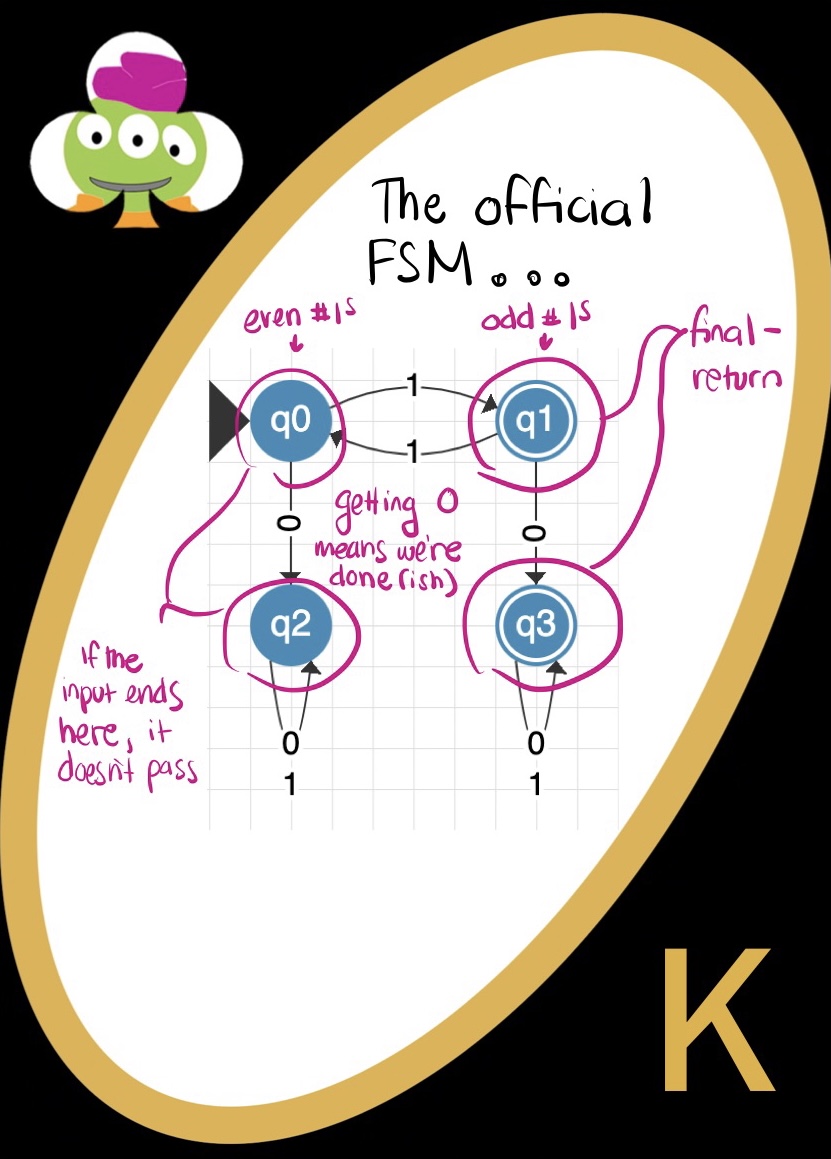 The official
FSM...
even #1s
odd #1s
final-
return
1
q0
q1
1
0
getting 0
means we're
done(ish)
0
q2
q3
If the
input ends
here, it
doesn't pass
0
0
1
1
K